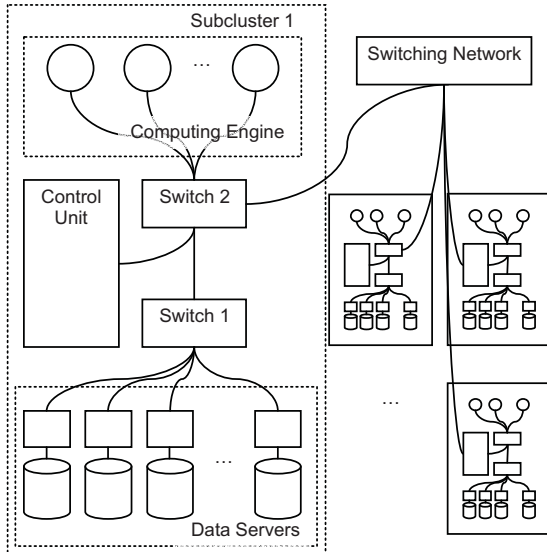 Subcluster 1
...
Computing Engine
Switching Network
Control
Unit
Switch 2
Switch 1
...
Data Servers
...